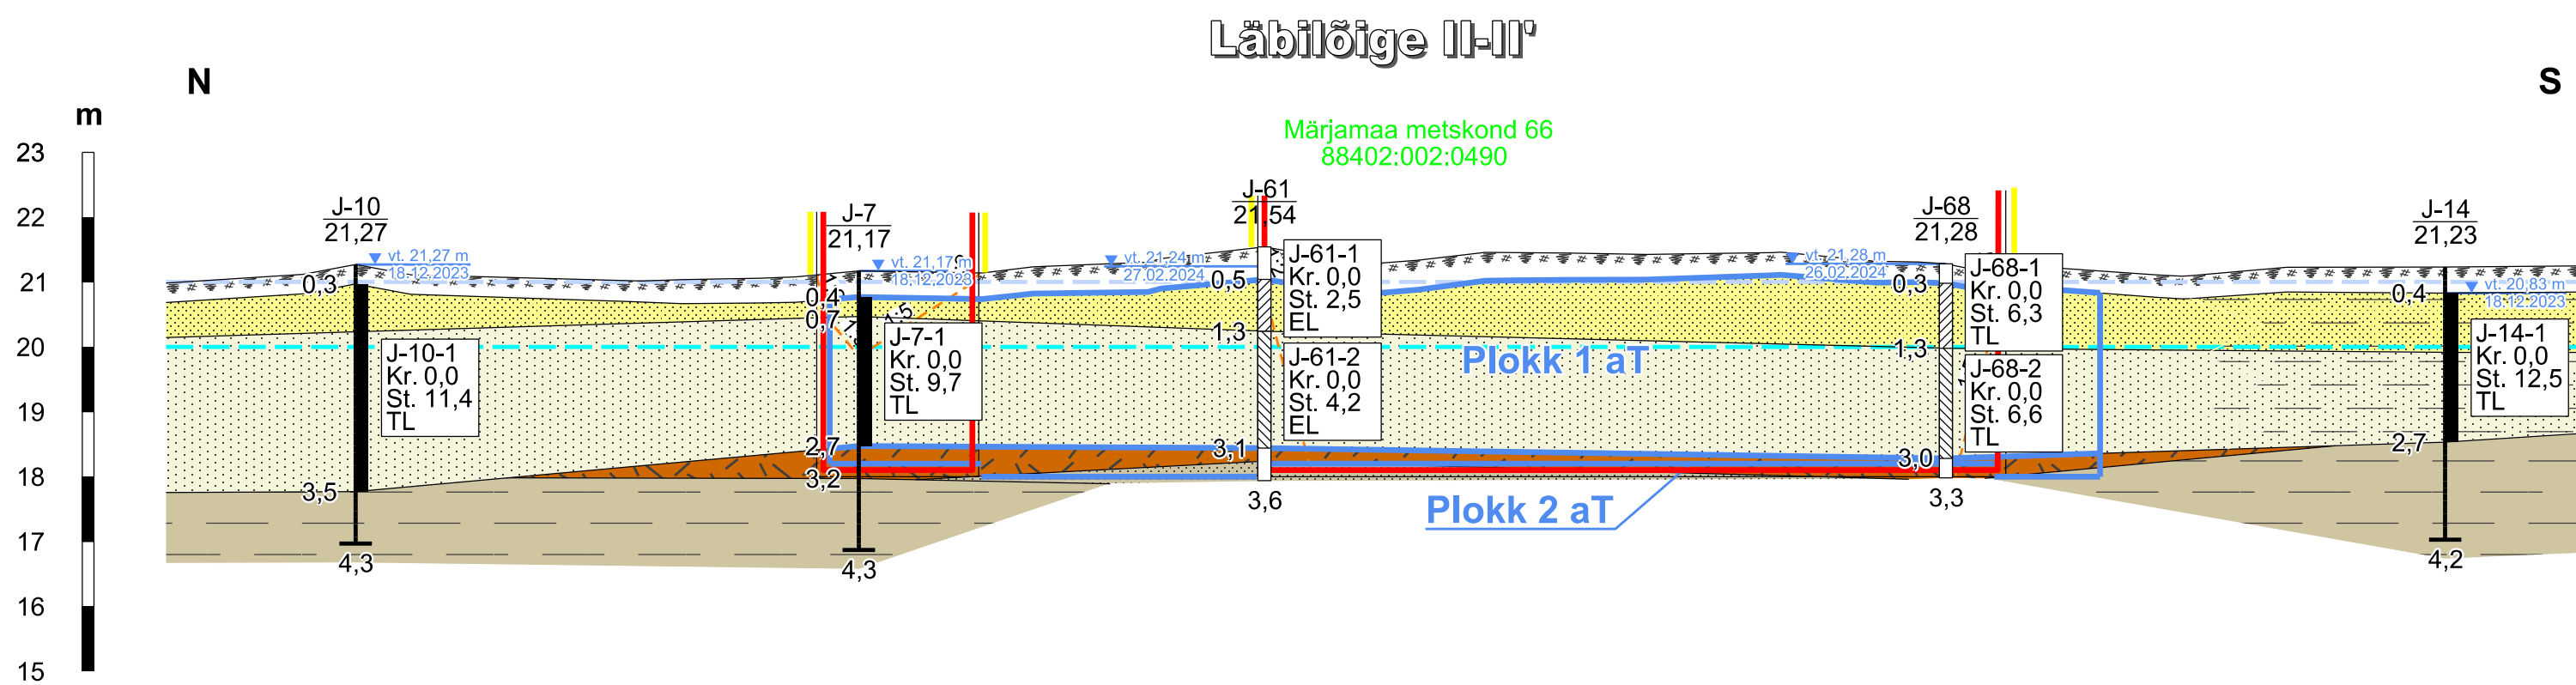 Läbilõige II-II'
N
S
m
23
22
21
20
19
18
17
16
15
Märjamaa metskond 66
88402:002:0490
J-10
21,27
vt. 21,27 m
18.12.2023
0,3
J-10-1
Kr. 0,0
St. 11,4
TL
3,5
4,3
J-7
21,17
vt. 21,17 m
18.12.2023
0,4
0,7
1:5
J-7-1
Kr. 0,0
St. 9,7
TL
2,7
3,2
4,3
J-61
21,54
vt. 21,24 m
27.02.2024
0,5
1,3
J-61-1
Kr. 0,0
St. 2,5
EL
J-61-2
Kr. 0,0
St. 4,2
EL
3,1
3,6
Plokk 1 aT
Plokk 2 aT
J-68
21,28
vt. 21,28 m
26.02.2024
0,3
1,3
J-68-1
Kr. 0,0
St. 6,3
TL
J-68-2
Kr. 0,0
St. 6,6
TL
3,0
3,3
J-14
21,23
vt. 20,83 m
18.12.2023
0,4
J-14-1
Kr. 0,0
St. 12,5
TL
2,7
4,2